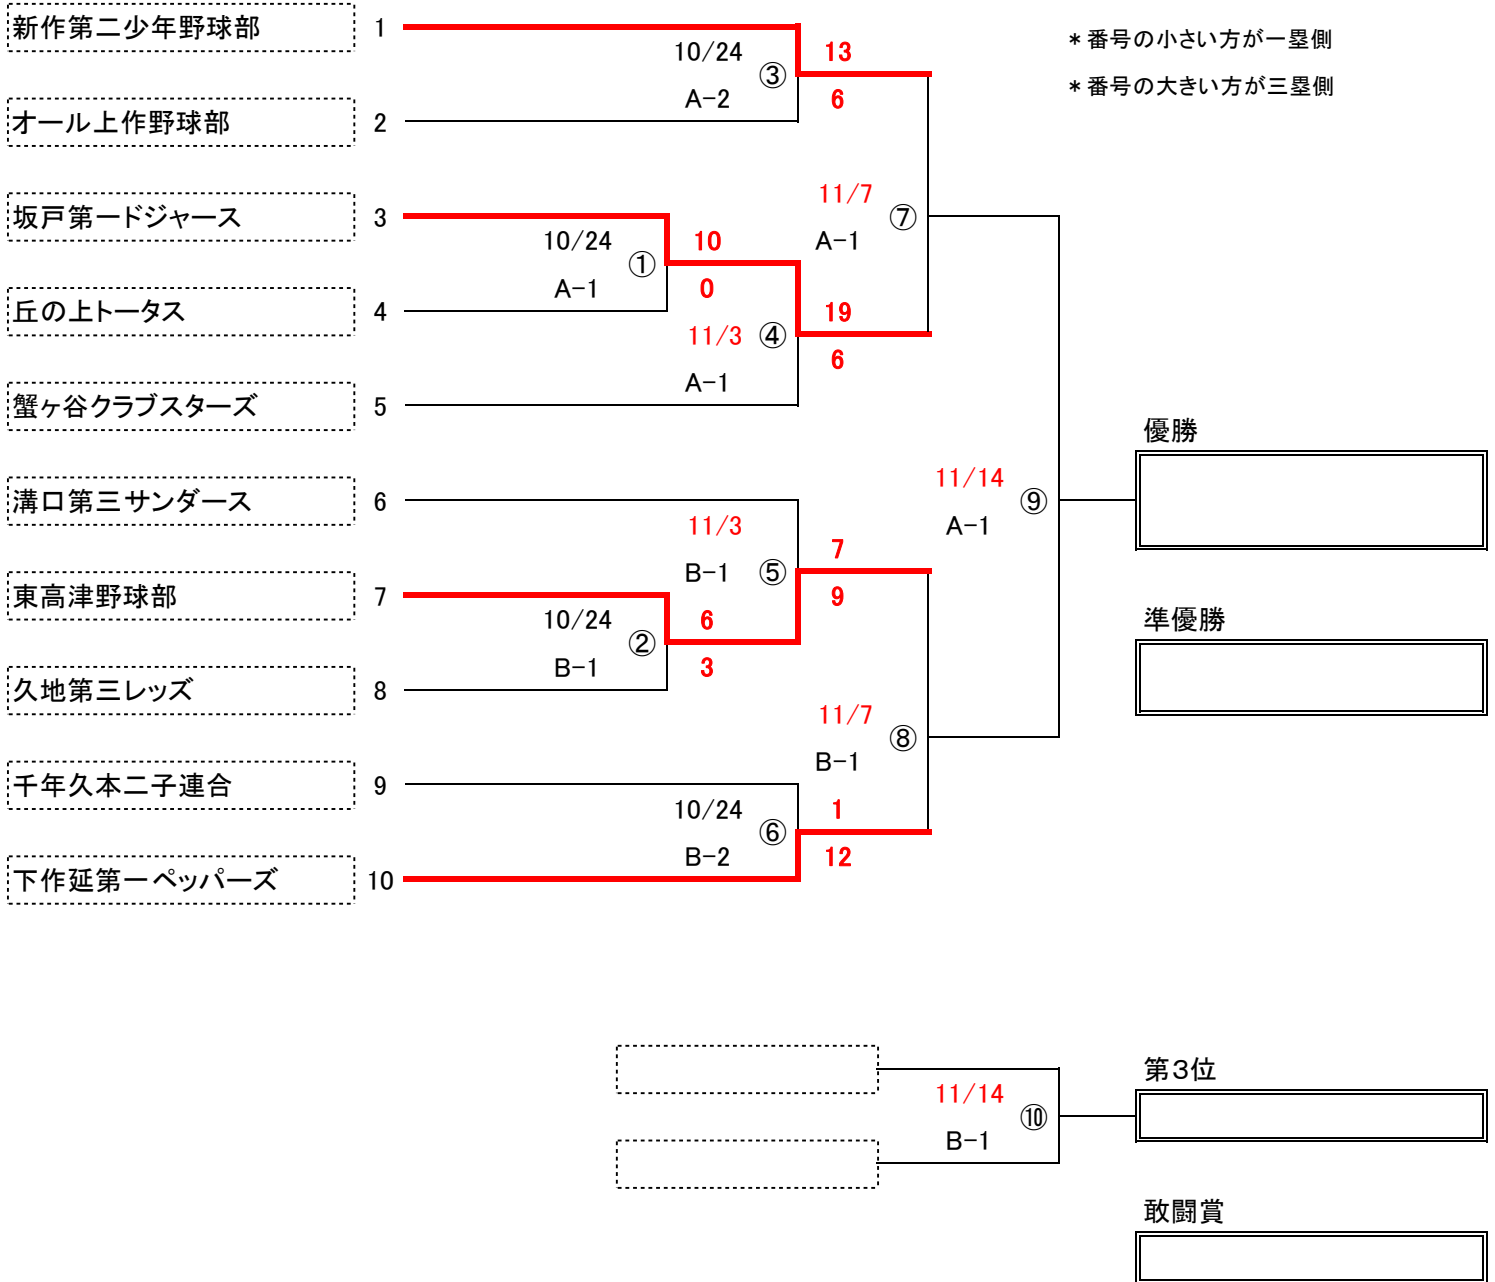 新作第二少年野球部 1
10/24 ③ 13
A-2 6
＊番号の小さい方が一塁側
＊番号の大きい方が三塁側
オール上作野球部 2
坂戸第一ドジャース 3
10/24 ① 10
A-1 0
11/7 ⑦
A-1
丘の上トータス 4
11/3 ④ 19
A-1 6
蟹ヶ谷クラブスターズ 5
優勝
溝口第三サンダース 6
11/3 ⑤ 7
B-1 9
11/14 ⑨
A-1
東高津野球部 7
10/24 ② 6
B-1 3
準優勝
久地第三レッズ 8
11/7 ⑧
B-1
千年久本二子連合 9
10/24 ⑥ 1
B-2 12
下作延第一ペッパーズ 10
第3位
11/14 ⑩
B-1
敢闘賞